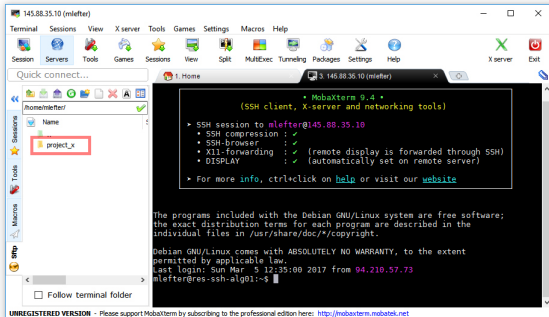 145.88.35.10 (mlefter)
Terminal Sessions View X server Tools Games Settings Macros Help
Session Servers Tools Games Sessions View Split MultiExec Tunneling Packages Settings Help X server Exit
Quick connect...
1. Home
3. 145.88.35.10 (mlefter)
/home/mlefter/
Name
project_x
Sessions
Tools
Macros
Sftp
Follow terminal folder
• MobaXterm 9.4 •
(SSH client, X-server and networking tools)
➤ SSH session to mlefter@145.88.35.10
• SSH compression : ✔
• SSH-browser : ✔
• X11-forwarding : ✔ (remote display is forwarded through SSH)
• DISPLAY : ✔ (automatically set on remote server)
➤ For more info, ctrl+click on help or visit our website
The programs included with the Debian GNU/Linux system are free software;
the exact distribution terms for each program are described in the
individual files in /usr/share/doc/*/copyright.
Debian GNU/Linux comes with ABSOLUTELY NO WARRANTY, to the extent
permitted by applicable law.
Last login: Sun Mar 5 12:35:00 2017 from 94.210.57.73
mlefter@res-ssh-alg01:~$
UNREGISTERED VERSION - Please support MobaXterm by subscribing to the professional edition here: http://mobaxterm.mobatek.net